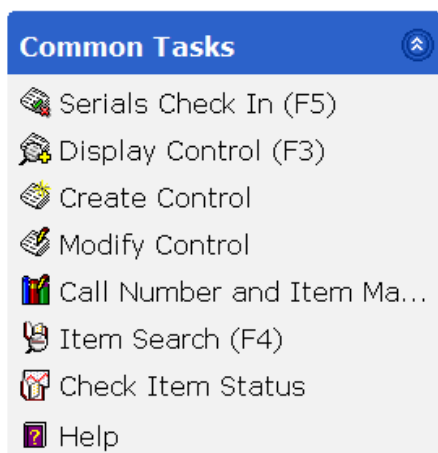 Common Tasks
Serials Check In (F5)
Display Control (F3)
Create Control
Modify Control
Call Number and Item Ma...
Item Search (F4)
Check Item Status
Help